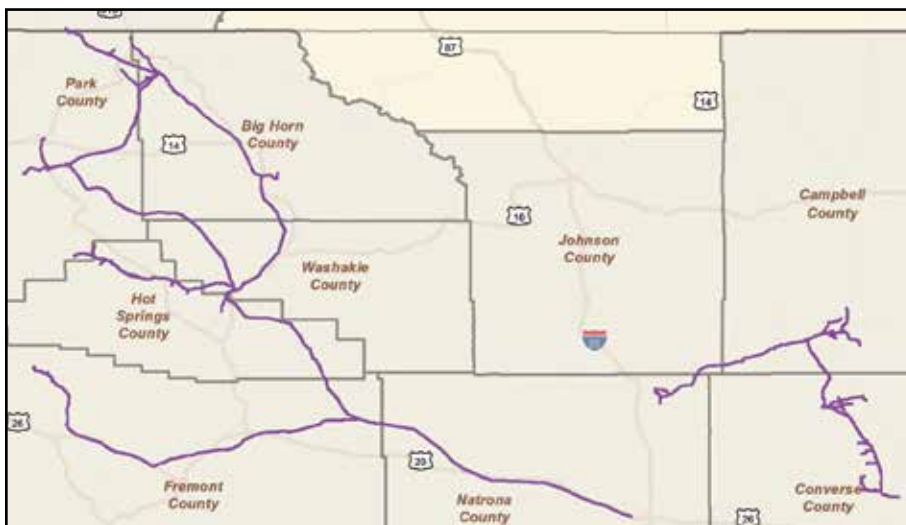 87
14
Park
County
Big Horn
County
14
Campbell
County
16
Johnson
County
Washakie
County
Hot
Springs
County
26
20
Fremont
County
Natrona
County
Converse
County
26